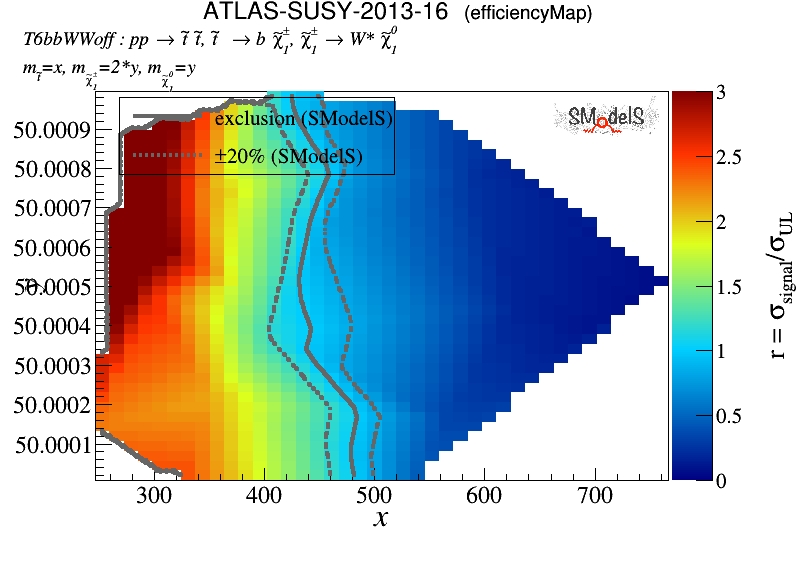 ATLAS-SUSY-2013-16 (efficiencyMap)
T6bbWWoff : pp → t̃ t̃, t̃ → b χ̃₁±, χ̃₁± → W* χ̃₁⁰
m_t̃=x, m_χ̃₁±=2*y, m_χ̃₁⁰=y
exclusion (SModelS)
±20% (SModelS)
SModelS
50.0009
50.0008
50.0007
50.0006
50.0005
50.0004
50.0003
50.0002
50.0001
300 400 500 600 700
x
3
2.5
2
1.5
1
0.5
0
r = σ_signal/σ_UL